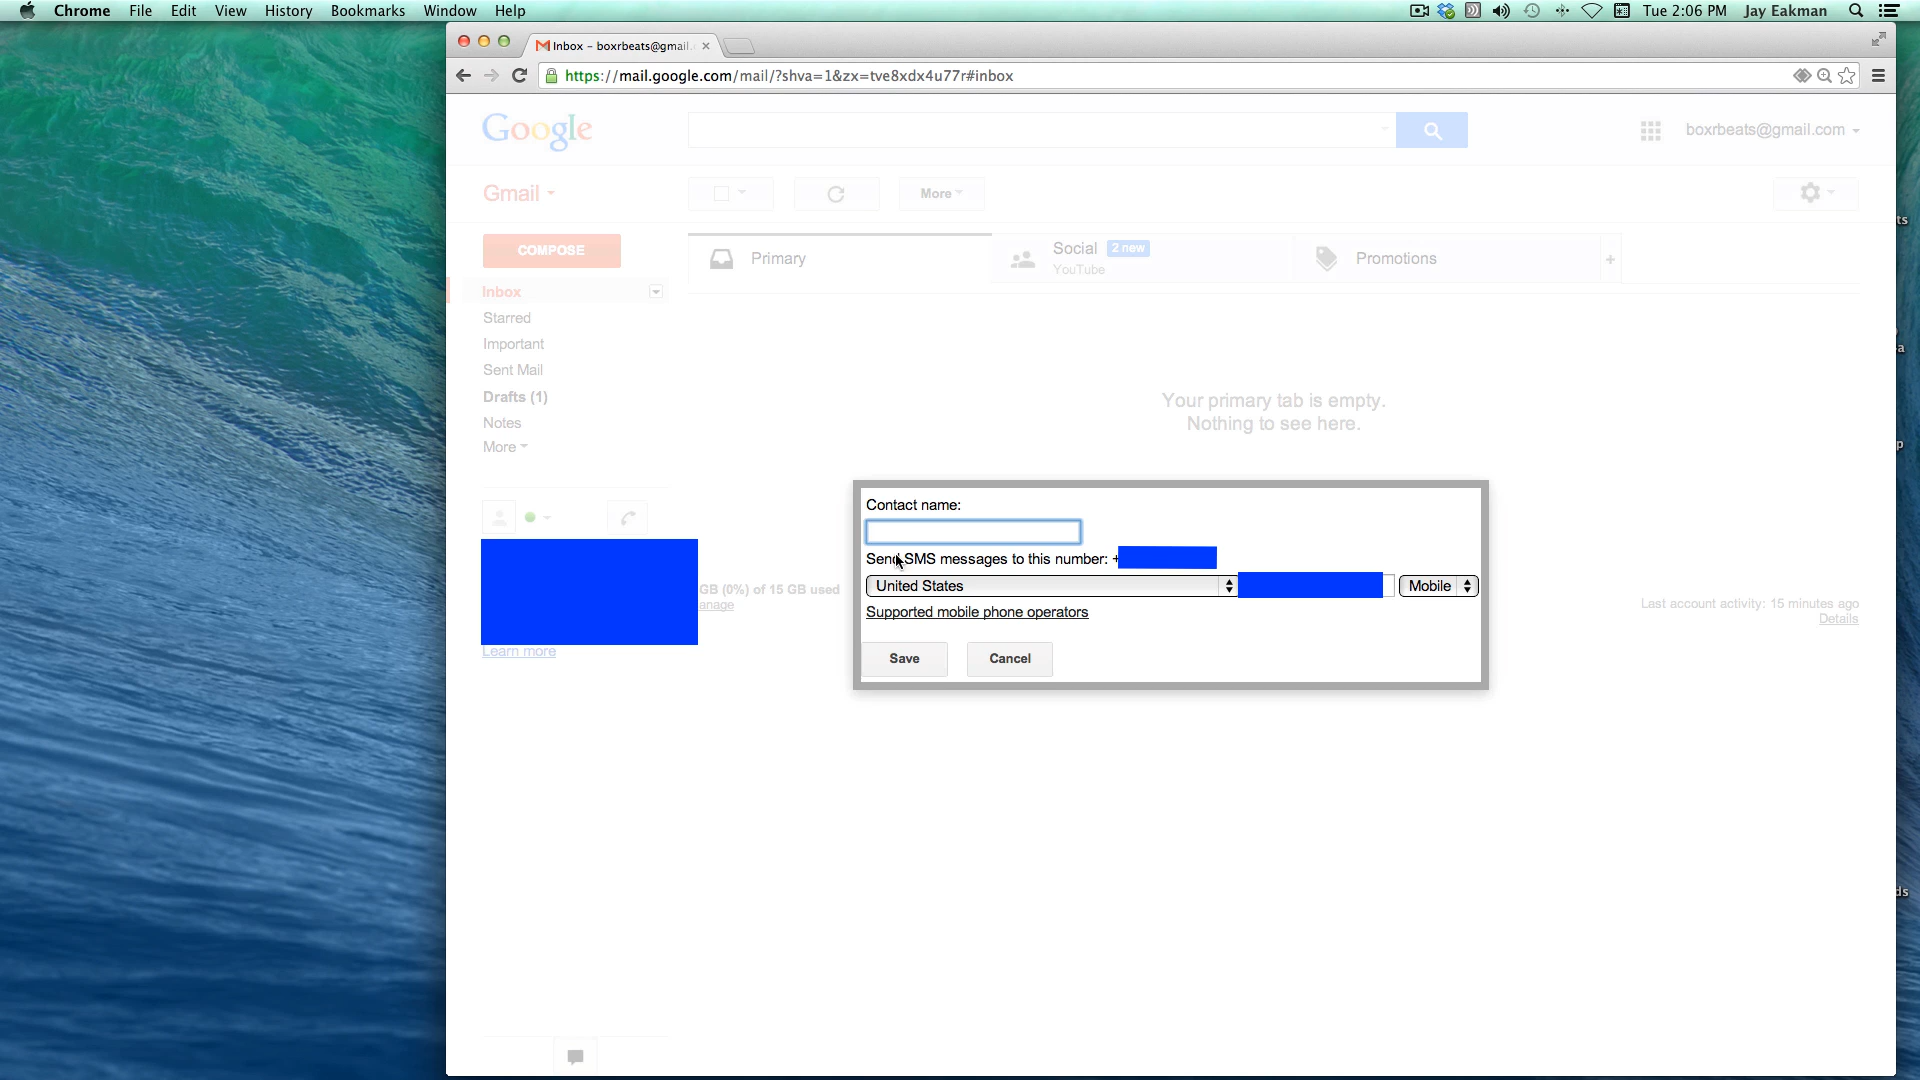 Chrome File Edit View History Bookmarks Window Help Tue 2:06 PM Jay Eakman
Inbox - boxrbeats@gmail.
https://mail.google.com/mail/?shva=1&zx=tve8xdx4u77r#inbox
Google
boxrbeats@gmail.com
Gmail
More
COMPOSE
Primary
Social 2 new
YouTube
Promotions
+
Inbox
Starred
Important
Sent Mail
Drafts (1)
Notes
More
Your primary tab is empty.
Nothing to see here.
Contact name:
Send SMS messages to this number: +
United States
Mobile
Supported mobile phone operators
Save
Cancel
GB (0%) of 15 GB used
anage
Learn more
Last account activity: 15 minutes ago
Details
ts
a
p
ds